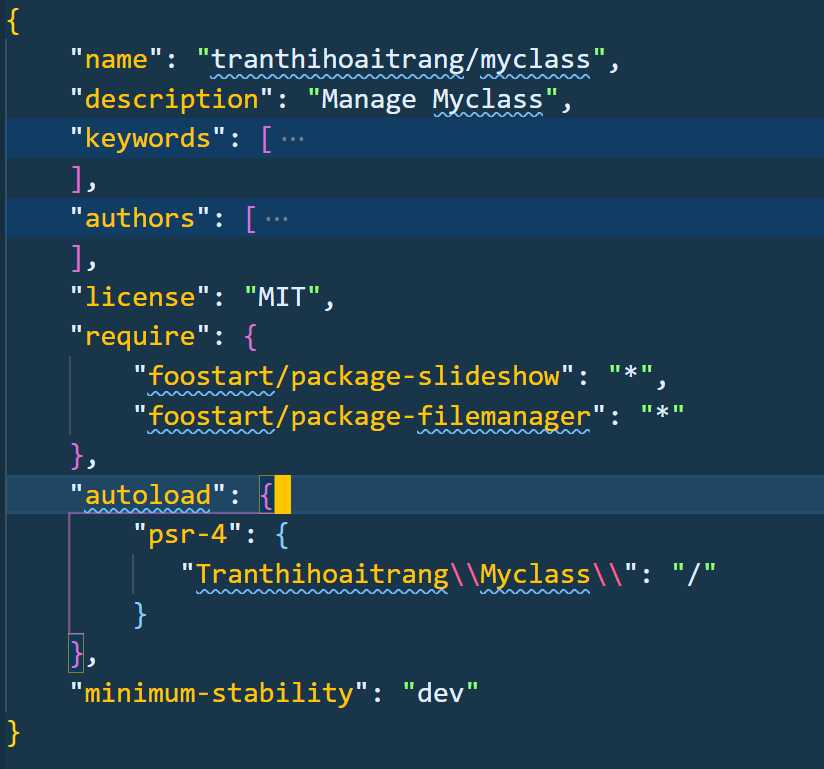 {
"name": "tranthihoaitrang/myclass",
"description": "Manage Myclass",
"keywords": [ ⋯
],
"authors": [ ⋯
],
"license": "MIT",
"require": {
"foostart/package-slideshow": "*",
"foostart/package-filemanager": "*"
},
"autoload": {
"psr-4": {
"Tranthihoaitrang\\Myclass\\": "/"
}
},
"minimum-stability": "dev"
}